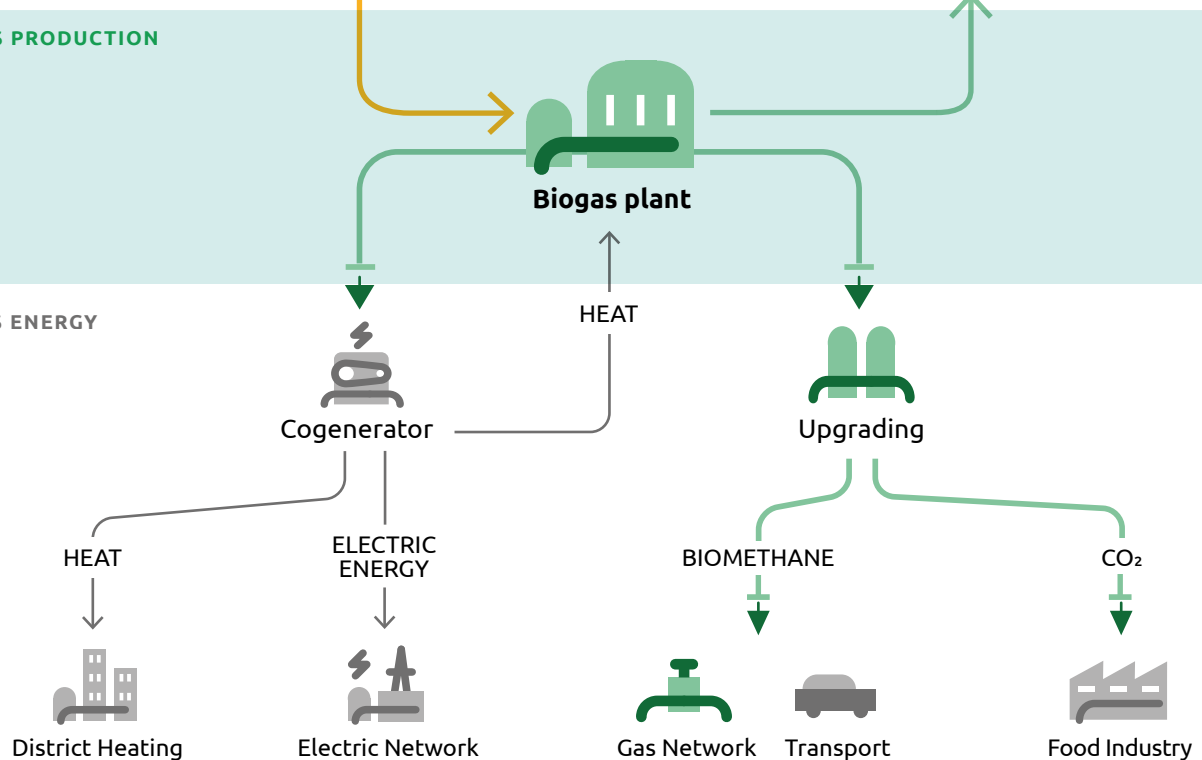 S PRODUCTION
Biogas plant
HEAT
S ENERGY
Cogenerator
Upgrading
HEAT
ELECTRIC
ENERGY
BIOMETHANE
CO₂
District Heating
Electric Network
Gas Network
Transport
Food Industry